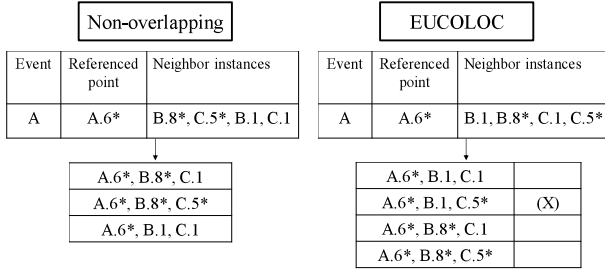 Non-overlapping
Event Referenced point Neighbor instances
A A.6* B.8*, C.5*, B.1, C.1
A.6*, B.8*, C.1
A.6*, B.8*, C.5*
A.6*, B.1, C.1
EUCOLOC
Event Referenced point Neighbor instances
A A.6* B.1, B.8*, C.1, C.5*
A.6*, B.1, C.1
A.6*, B.1, C.5* (X)
A.6*, B.8*, C.1
A.6*, B.8*, C.5*